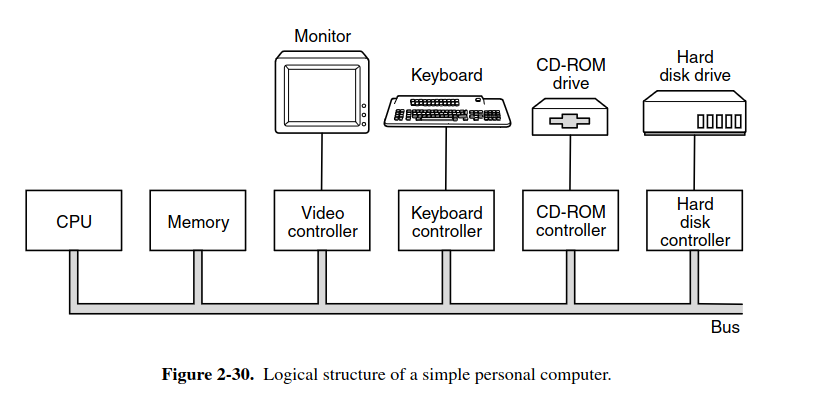 Monitor
Keyboard
CD-ROM
drive
Hard
disk drive
CPU
Memory
Video
controller
Keyboard
controller
CD-ROM
controller
Hard
disk
controller
Bus
Figure 2-30. Logical structure of a simple personal computer.